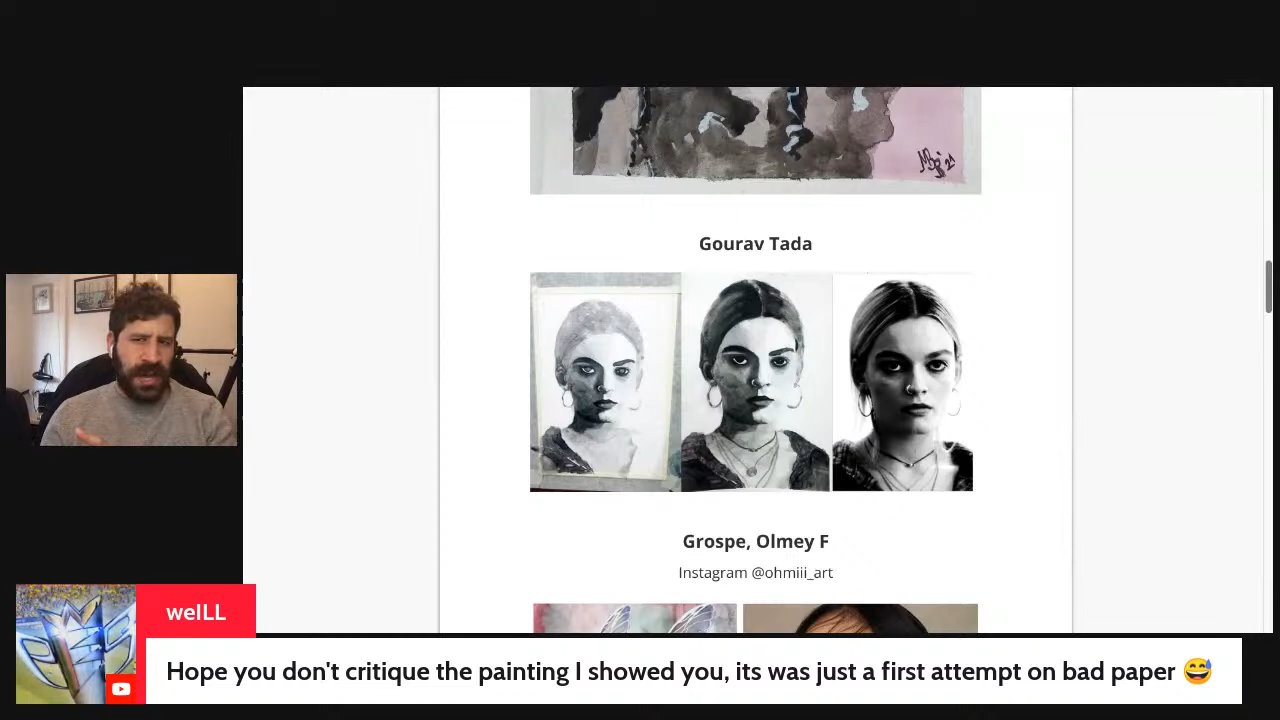 Gourav Tada
Grospe, Olmey F
Instagram @ohmiii_art
weILL
Hope you don't critique the painting I showed you, its was just a first attempt on bad paper 😅